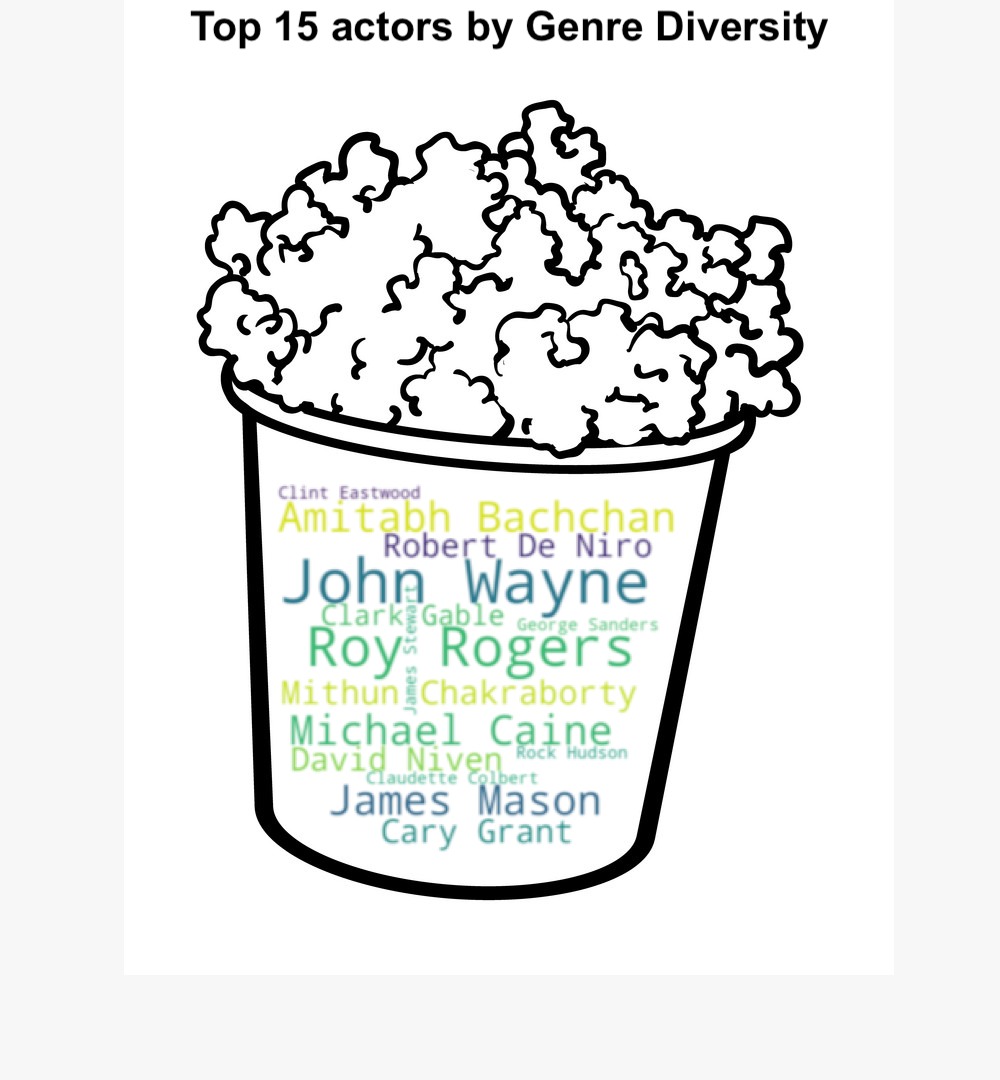 Top 15 actors by Genre Diversity
Clint Eastwood
Amitabh Bachchan
Robert De Niro
John Wayne
Clark Gable
George Sanders
James Stewart
Roy Rogers
Mithun Chakraborty
Michael Caine
Rock Hudson
David Niven
Claudette Colbert
James Mason
Cary Grant